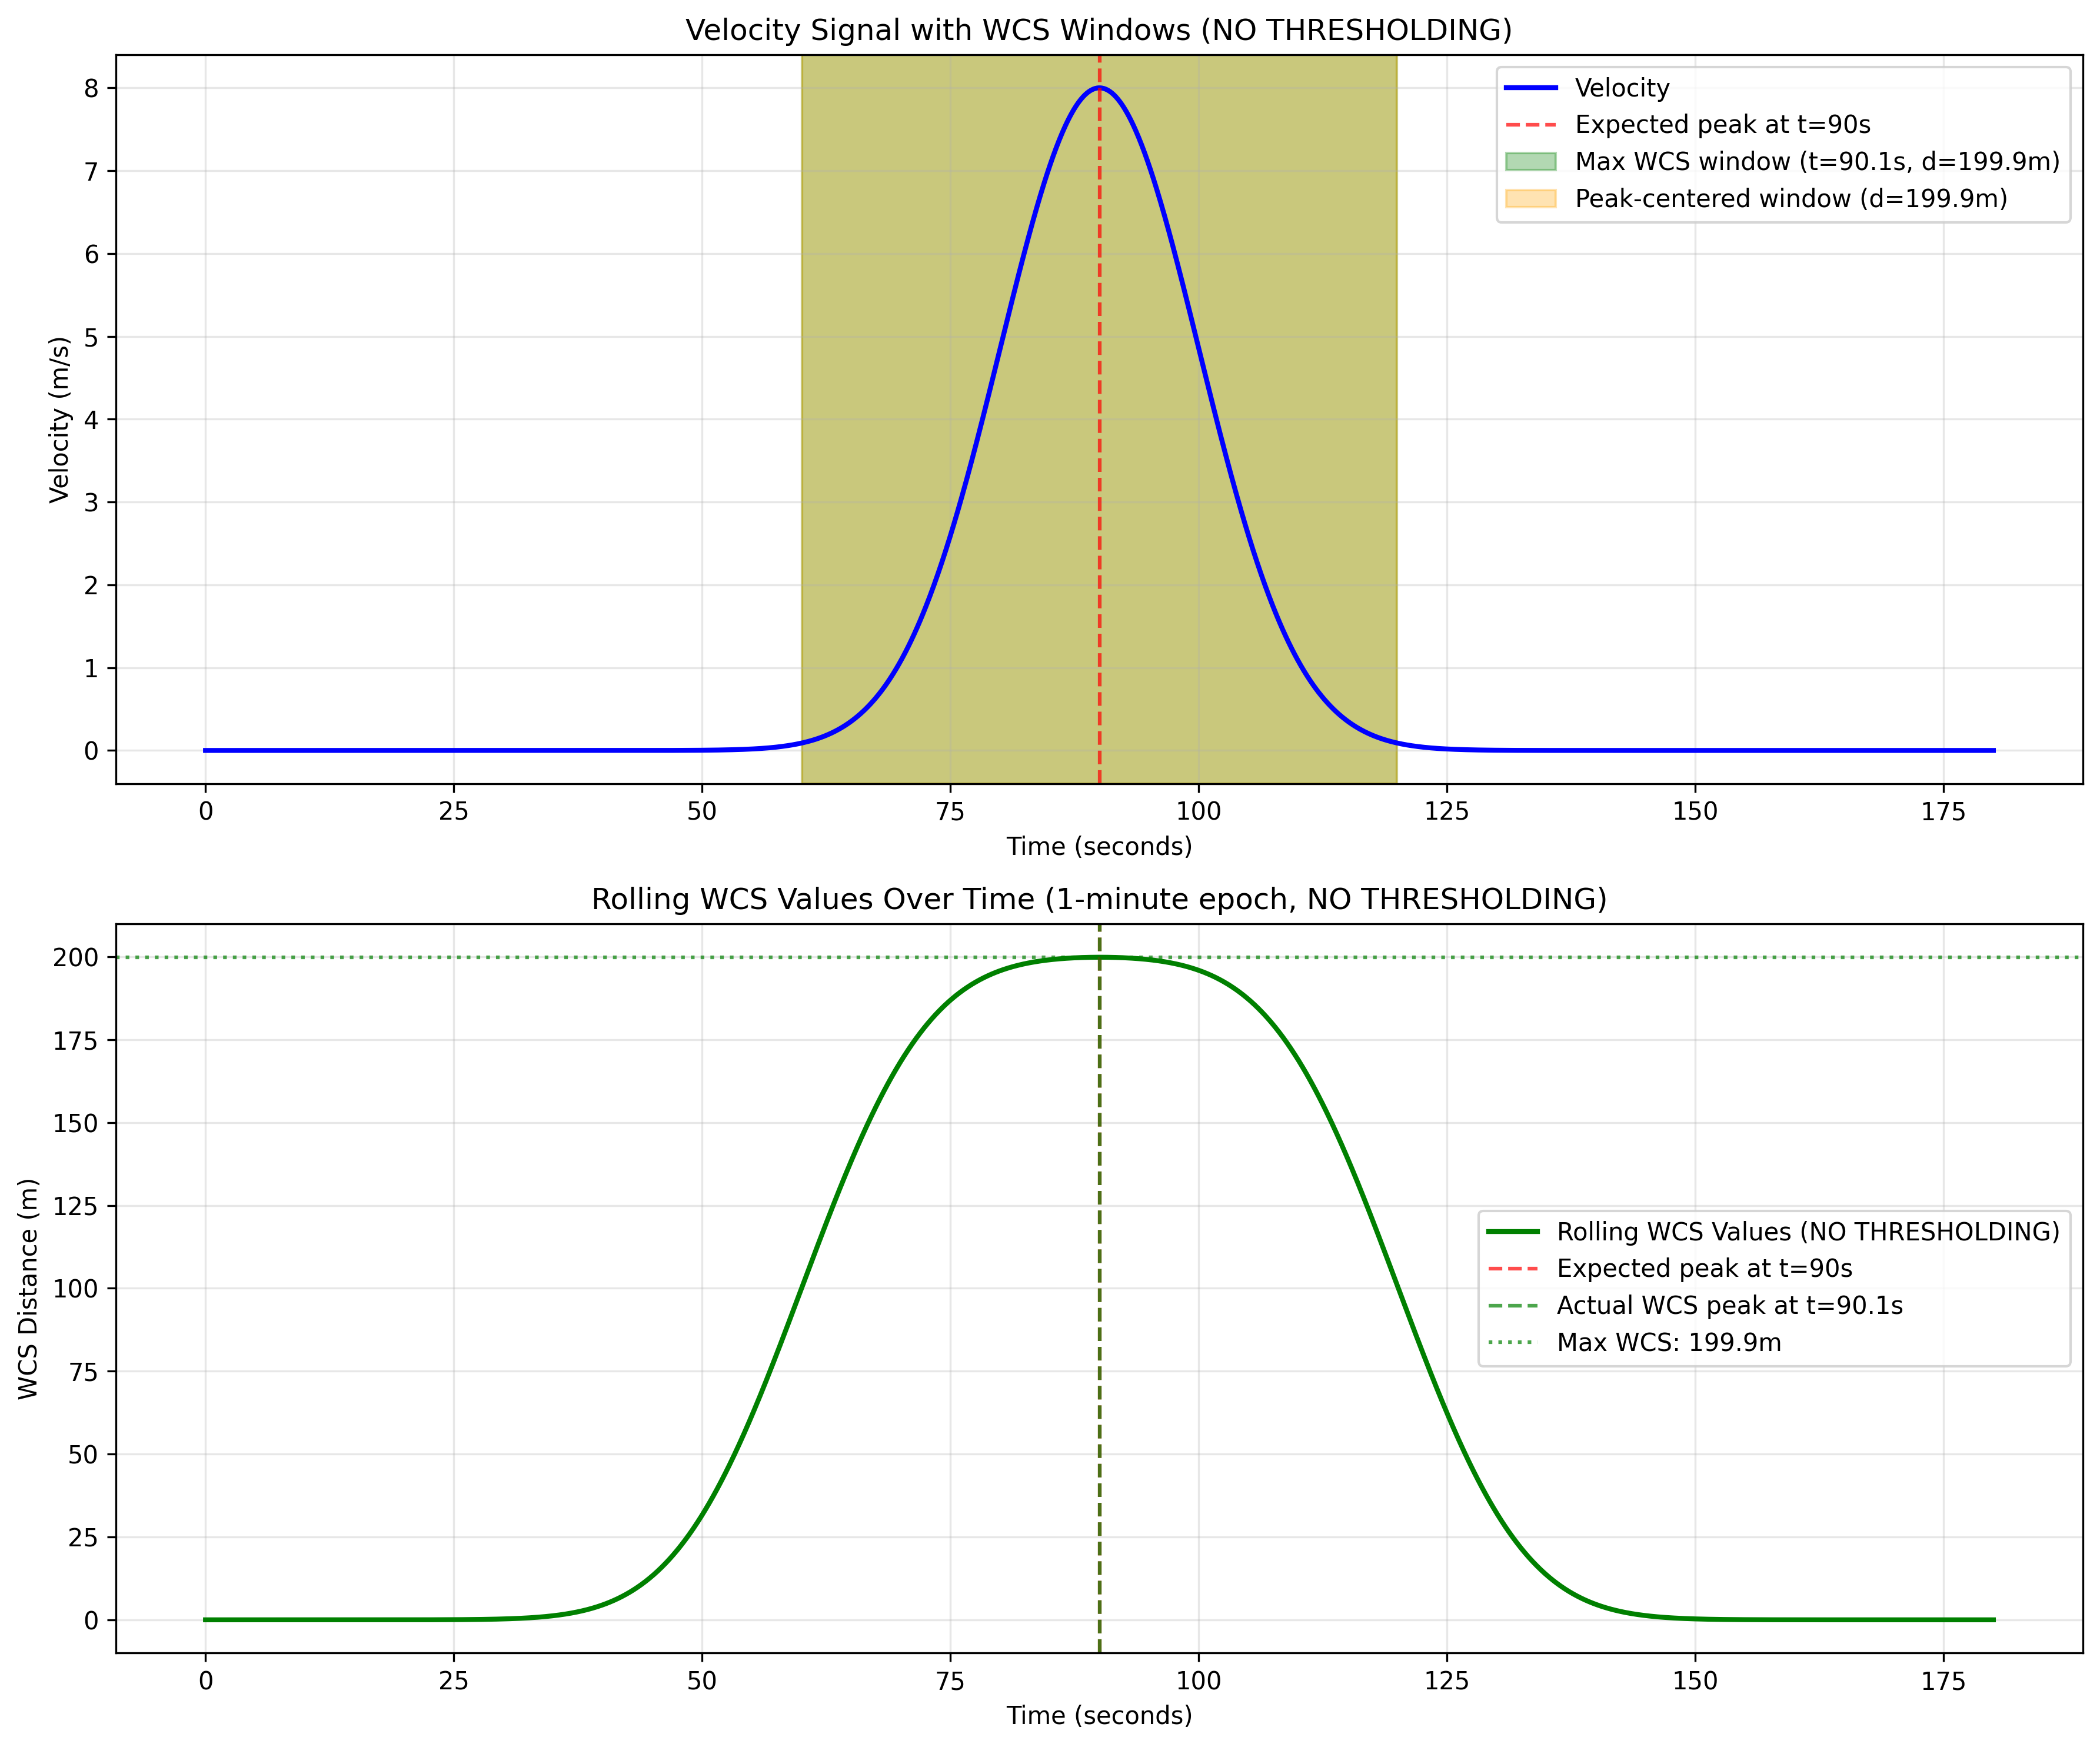 Velocity Signal with WCS Windows (NO THRESHOLDING)
Velocity (m/s)
8
7
6
5
4
3
2
1
0
Velocity
Expected peak at t=90s
Max WCS window (t=90.1s, d=199.9m)
Peak-centered window (d=199.9m)
0 25 50 75 100 125 150 175
Time (seconds)
Rolling WCS Values Over Time (1-minute epoch, NO THRESHOLDING)
WCS Distance (m)
200
175
150
125
100
75
50
25
0
Rolling WCS Values (NO THRESHOLDING)
Expected peak at t=90s
Actual WCS peak at t=90.1s
Max WCS: 199.9m
0 25 50 75 100 125 150 175
Time (seconds)